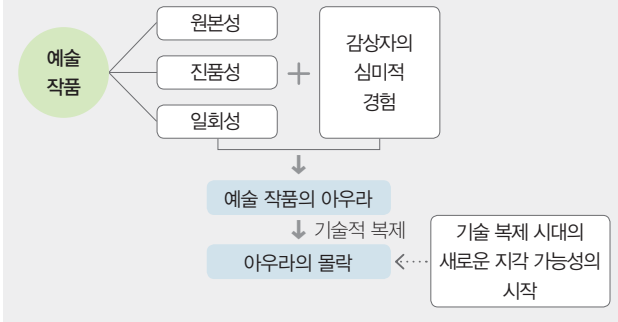 예술
작품
원본성
진품성
일회성
+
감상자의
심미적
경험
예술 작품의 아우라
기술적 복제
아우라의 몰락
기술 복제 시대의
새로운 지각 가능성의
시작